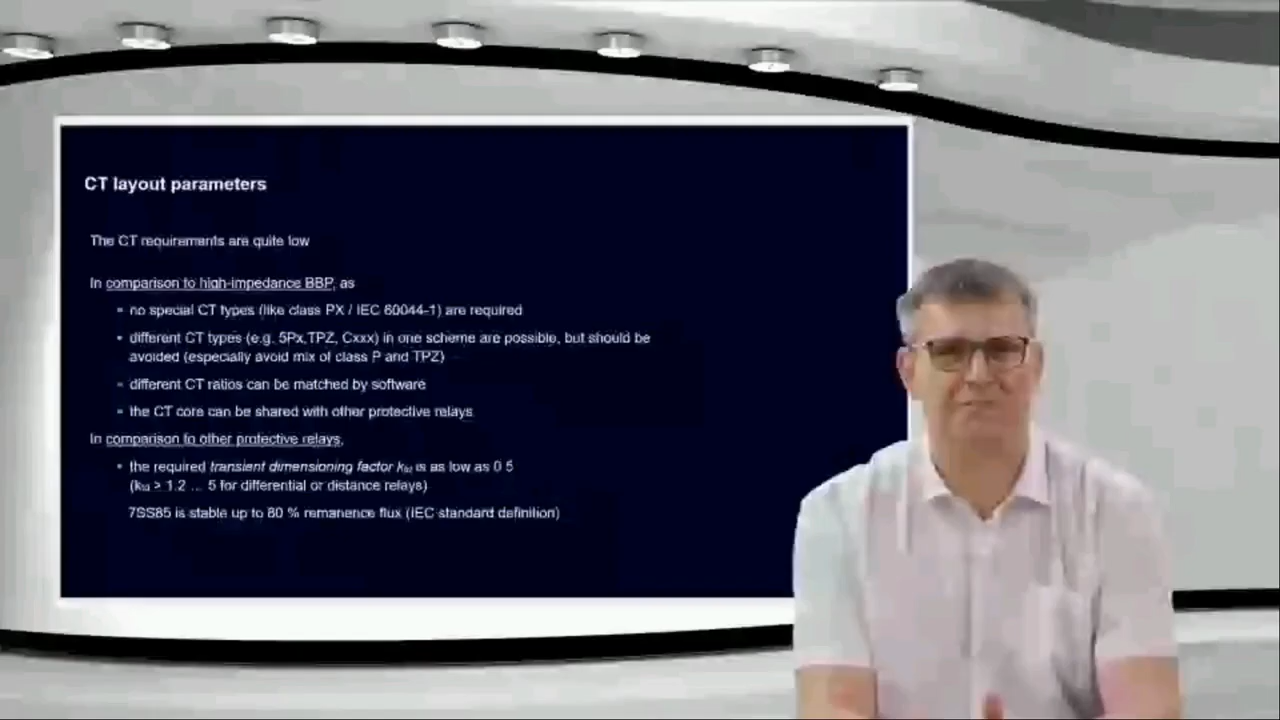 CT layout parameters
The CT requirements are quite low
In comparison to high-impedance BBP, as
▪ no special CT types (like class PX / IEC 60044-1) are required
▪ different CT types (e.g. 5Px,TPZ, Cxxx) in one scheme are possible, but should be
avoided (especially avoid mix of class P and TPZ)
▪ different CT ratios can be matched by software
▪ the CT core can be shared with other protective relays
In comparison to other protective relays,
▪ the required transient dimensioning factor ktd is as low as 0.5
(ktd > 1.2 ... 5 for differential or distance relays)
7SS85 is stable up to 80 % remanence flux (IEC standard definition)